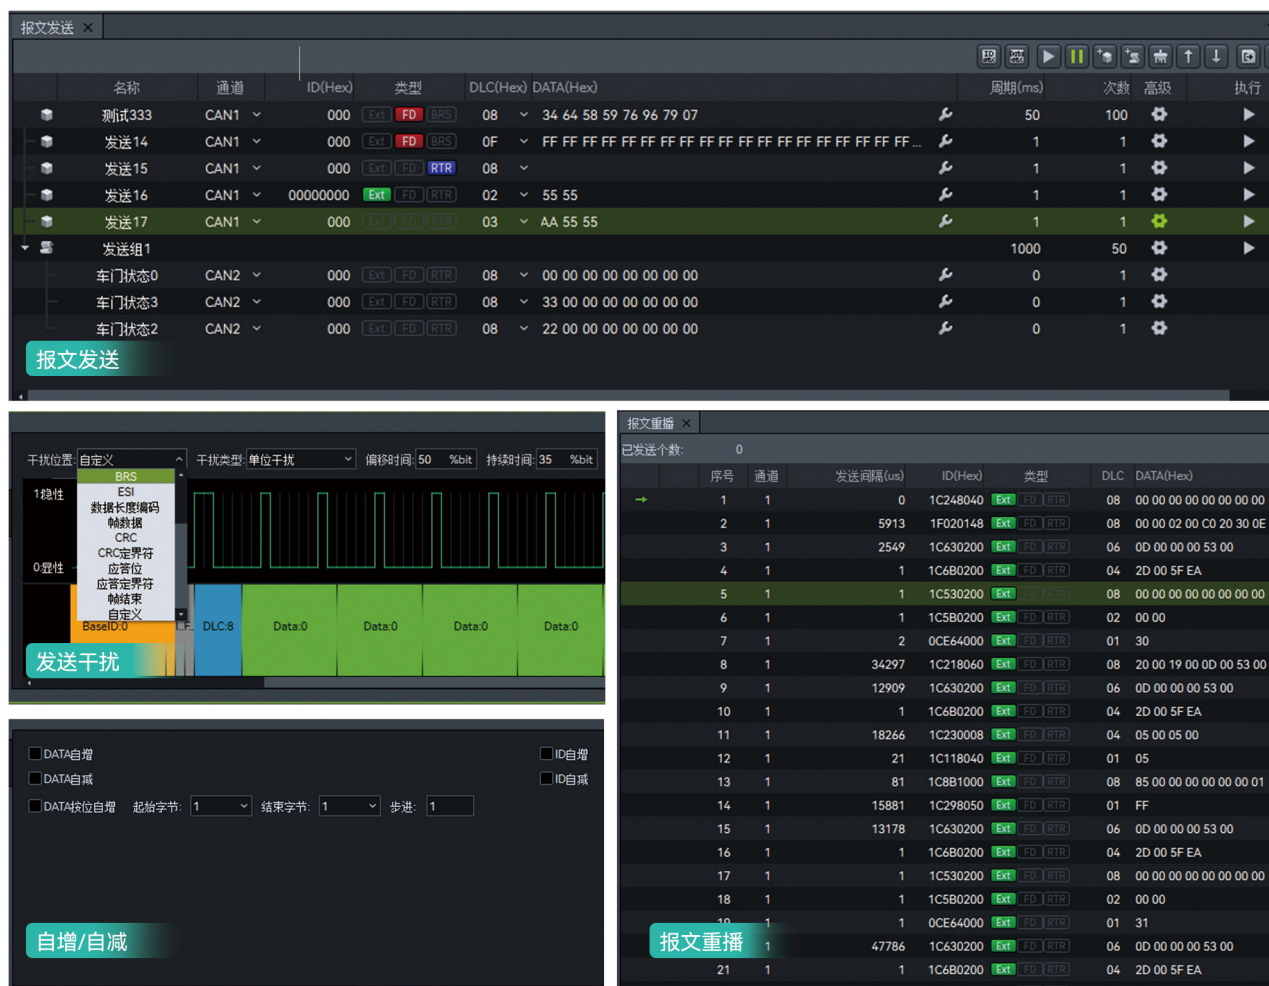 报文发送 ×
名称 通道 ID(Hex) 类型 DLC(Hex) DATA(Hex) 周期(ms) 次数 高级 执行
测试333 CAN1 000 Ext FD BRS 08 34 64 58 59 76 96 79 07 50 100
发送14 CAN1 000 Ext FD BRS 0F FF FF FF FF FF FF FF FF FF FF FF FF FF FF FF FF FF FF FF ... 1 1
发送15 CAN1 000 Ext FD RTR 08 1 1
发送16 CAN1 00000000 Ext FD RTR 02 55 55 1 1
发送17 CAN1 000 Ext FD RTR 03 AA 55 55 1 1
发送组1 1000 50
车门状态0 CAN2 000 Ext FD RTR 08 00 00 00 00 00 00 00 00 0 1
车门状态3 CAN2 000 Ext FD RTR 08 33 00 00 00 00 00 00 00 0 1
车门状态2 CAN2 000 Ext FD RTR 08 22 00 00 00 00 00 00 00 0 1
报文发送
干扰位置: 自定义 干扰类型: 单位干扰 偏移时间: 50 %bit 持续时间: 35 %bit
BRS
ESI
数据长度编码
帧数据
CRC
CRC定界符
应答位
应答定界符
帧结束
自定义
1:隐性
0:显性
BaseID:0 DLC:8 Data:0 Data:0 Data:0 Data:0
发送干扰
DATA自增 ID自增
DATA自减 ID自减
DATA按位自增 起始字节: 1 结束字节: 1 步进: 1
自增/自减
报文重播 ×
已发送个数: 0
序号 通道 发送间隔(us) ID(Hex) 类型 DLC DATA(Hex)
1 1 0 1C248040 Ext FD RTR 08 00 00 00 00 00 00 00 00
2 1 5913 1F020148 Ext FD RTR 08 00 00 02 00 C0 20 30 0E
3 1 2549 1C630200 Ext FD RTR 06 0D 00 00 00 53 00
4 1 1 1C6B0200 Ext FD RTR 04 2D 00 5F EA
5 1 1 1C530200 Ext FD RTR 08 00 00 00 00 00 00 00 00
6 1 1 1C5B0200 Ext FD RTR 02 00 00
7 1 2 0CE64000 Ext FD RTR 01 30
8 1 34297 1C218060 Ext FD RTR 08 20 00 19 00 0D 00 53 00
9 1 12909 1C630200 Ext FD RTR 06 0D 00 00 00 53 00
10 1 1 1C6B0200 Ext FD RTR 04 2D 00 5F EA
11 1 18266 1C230008 Ext FD RTR 04 05 00 05 00
12 1 21 1C118040 Ext FD RTR 01 05
13 1 81 1C8B1000 Ext FD RTR 08 85 00 00 00 00 00 00 01
14 1 15881 1C298050 Ext FD RTR 01 FF
15 1 13178 1C630200 Ext FD RTR 06 0D 00 00 00 53 00
16 1 1 1C6B0200 Ext FD RTR 04 2D 00 5F EA
17 1 1 1C530200 Ext FD RTR 08 00 00 00 00 00 00 00 00
18 1 1 1C5B0200 Ext FD RTR 02 00 00
19 1 1 0CE64000 Ext FD RTR 01 31
报文重播 1 47786 1C630200 Ext FD RTR 06 0D 00 00 00 53 00
21 1 1 1C6B0200 Ext FD RTR 04 2D 00 5F EA